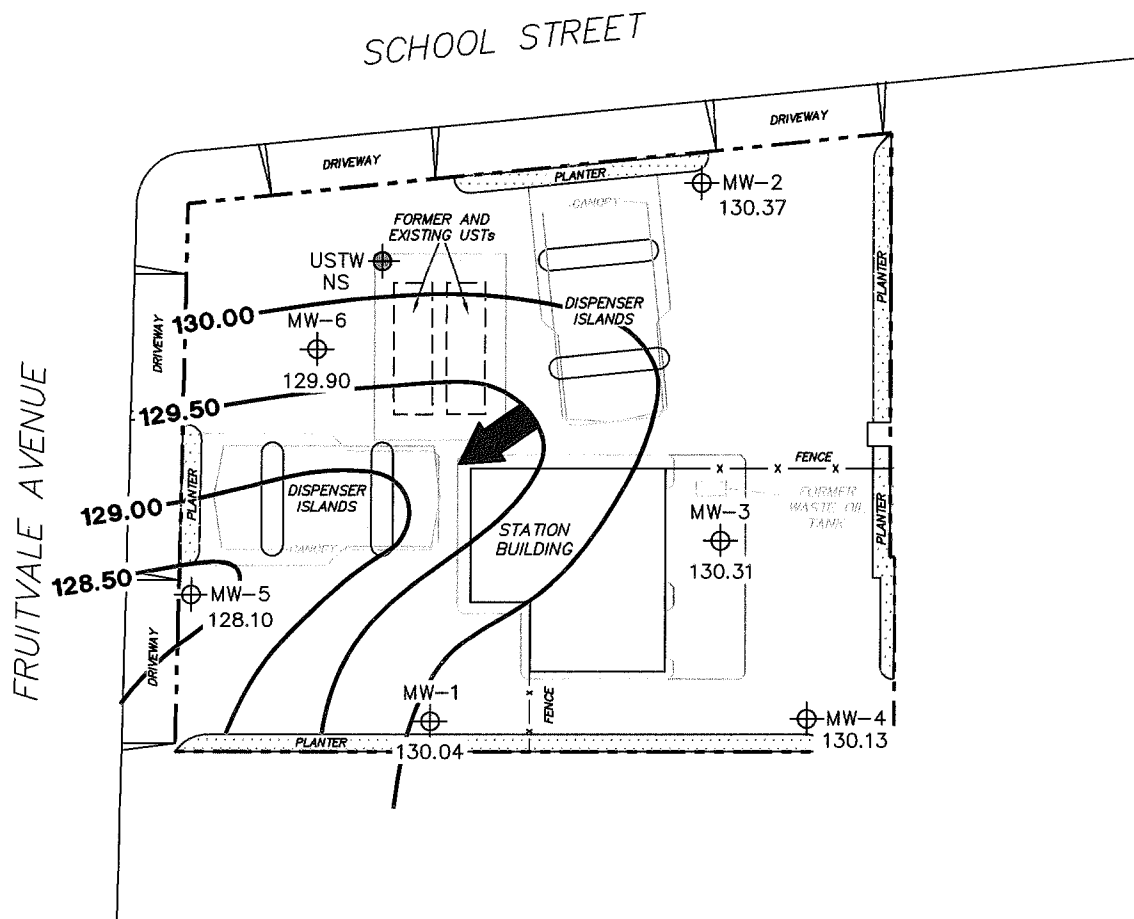 SCHOOL STREET
DRIVEWAY
DRIVEWAY
PLANTER
MW-2
130.37
CANOPY
FORMER AND
EXISTING USTs
USTW
NS
PLANTER
130.00
DISPENSER
ISLANDS
MW-6
129.90
DRIVEWAY
FRUITVALE AVENUE
129.50
FENCE
PLANTER
DISPENSER
ISLANDS
129.00
CANOPY
STATION
BUILDING
FORMER
WASTE OIL
TANK
MW-3
130.31
PLANTER
128.50
MW-5
128.10
DRIVEWAY
MW-1
130.04
FENCE
PLANTER
MW-4
130.13